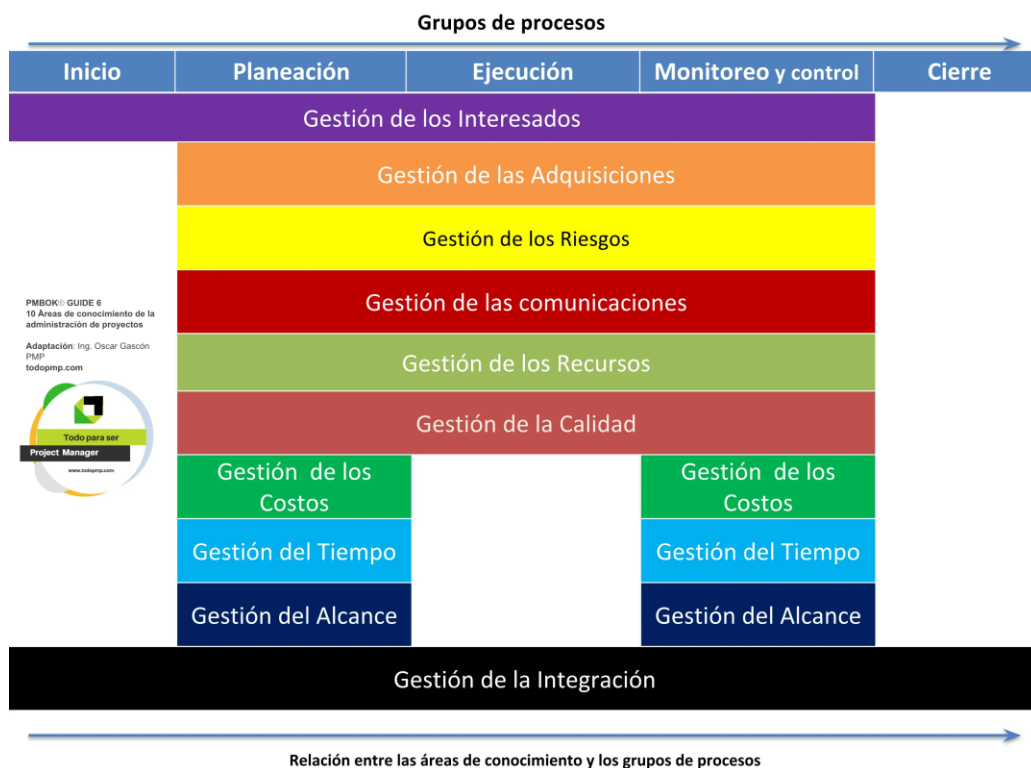 Grupos de procesos
Inicio
Planeación
Ejecución
Monitoreo y control
Cierre
Gestión de los Interesados
Gestión de las Adquisiciones
Gestión de los Riesgos
Gestión de las comunicaciones
Gestión de los Recursos
Gestión de la Calidad
PMBOK® GUIDE 6
10 Áreas de conocimiento de la
administración de proyectos
Adaptación: Ing. Oscar Gascón
PMP
todopmp.com
Todo para ser
Project Manager
www.todopmp.com
Gestión de los
Costos
Gestión de los
Costos
Gestión del Tiempo
Gestión del Tiempo
Gestión del Alcance
Gestión del Alcance
Gestión de la Integración
Relación entre las áreas de conocimiento y los grupos de procesos